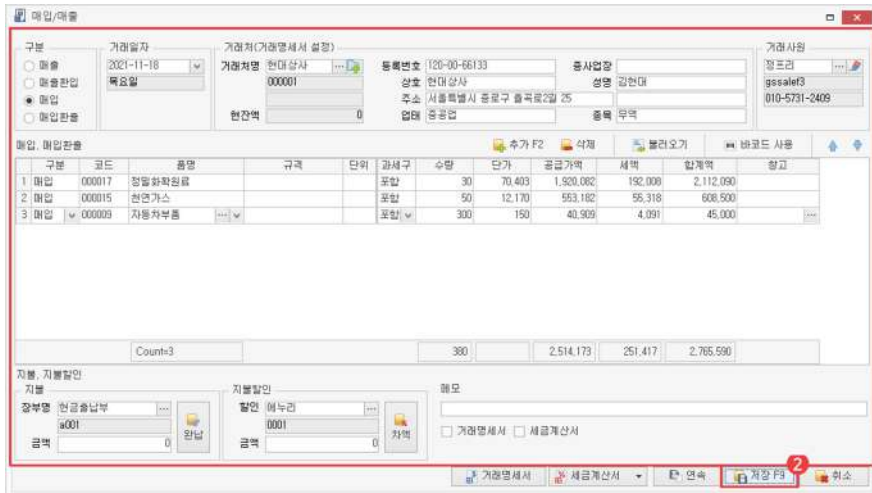 매입/매출
구분 거래일자 거래처(거래명세서 설정) 거래사원
매출 2021-11-18 거래처명 현대상사 등록번호 120-00-66133 종사업장 정프리
매출환입 목요일 000001 상호 현대상사 성명 김현대 gssalef3
매입 주소 서울특별시 종로구 율곡로2길 25 010-5731-2409
매입환출 현잔액 0 업태 중공업 종목 무역
매입, 매입환출 추가 F2 삭제 불러오기 바코드 사용
구분 코드 품명 규격 단위 과세구 수량 단가 공급가액 세액 합계액 창고
1 매입 000017 정밀화학원료 포함 30 70,403 1,920,082 192,008 2,112,090
2 매입 000015 천연가스 포함 50 12,170 553,182 55,318 608,500
3 매입 000009 자동차부품 ... 포함 300 150 40,909 4,091 45,000 ...
Count=3 380 2,514,173 251,417 2,765,590
지불, 지불할인
지불 지불할인 메모
장부명 현금출납부 ... 할인 에누리 ...
a001 완납 0001 차액 거래명세서 세금계산서
금액 0 금액 0
거래명세서 세금계산서 연속 저장 F9 2 취소